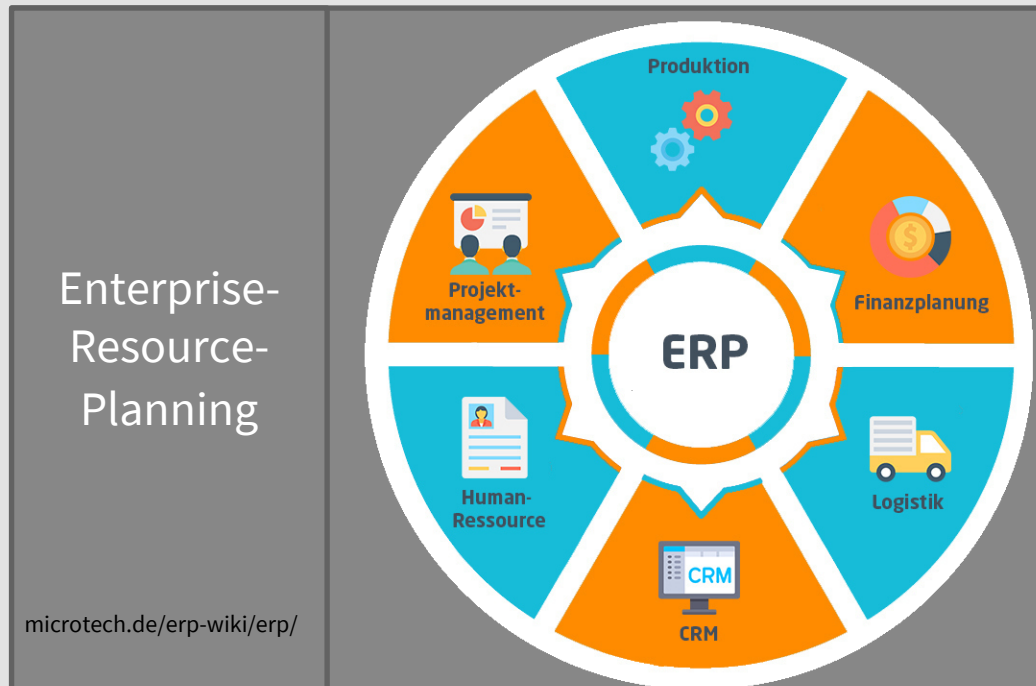 Enterprise-
Resource-
Planning
microtech.de/erp-wiki/erp/
Produktion
Finanzplanung
Logistik
CRM
CRM
Human-
Ressource
Projekt-
management
ERP